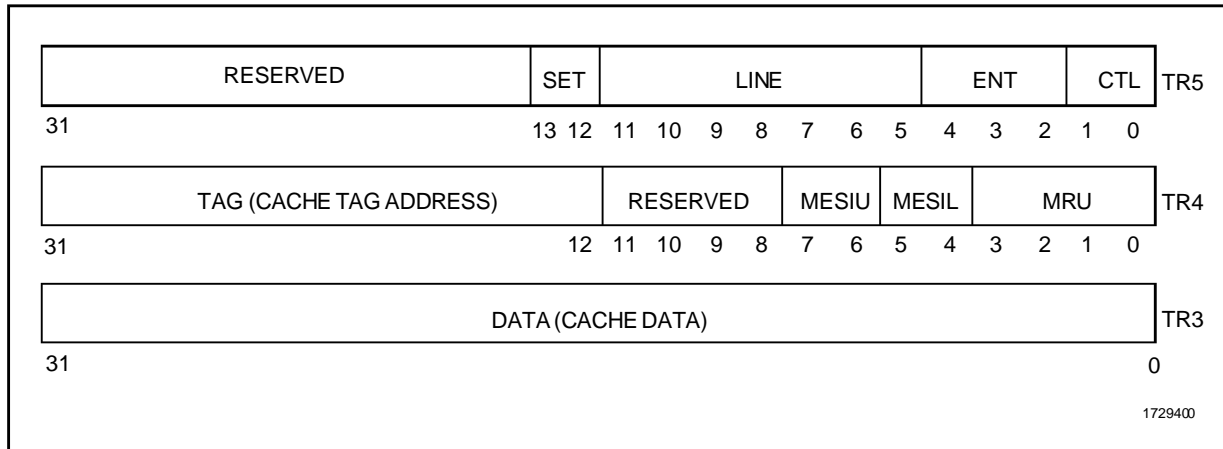 RESERVED SET LINE ENT CTL TR5
31 13 12 11 10 9 8 7 6 5 4 3 2 1 0
TAG (CACHE TAG ADDRESS) RESERVED MESIU MESIL MRU TR4
31 12 11 10 9 8 7 6 5 4 3 2 1 0
DATA (CACHE DATA) TR3
31 0
1729400